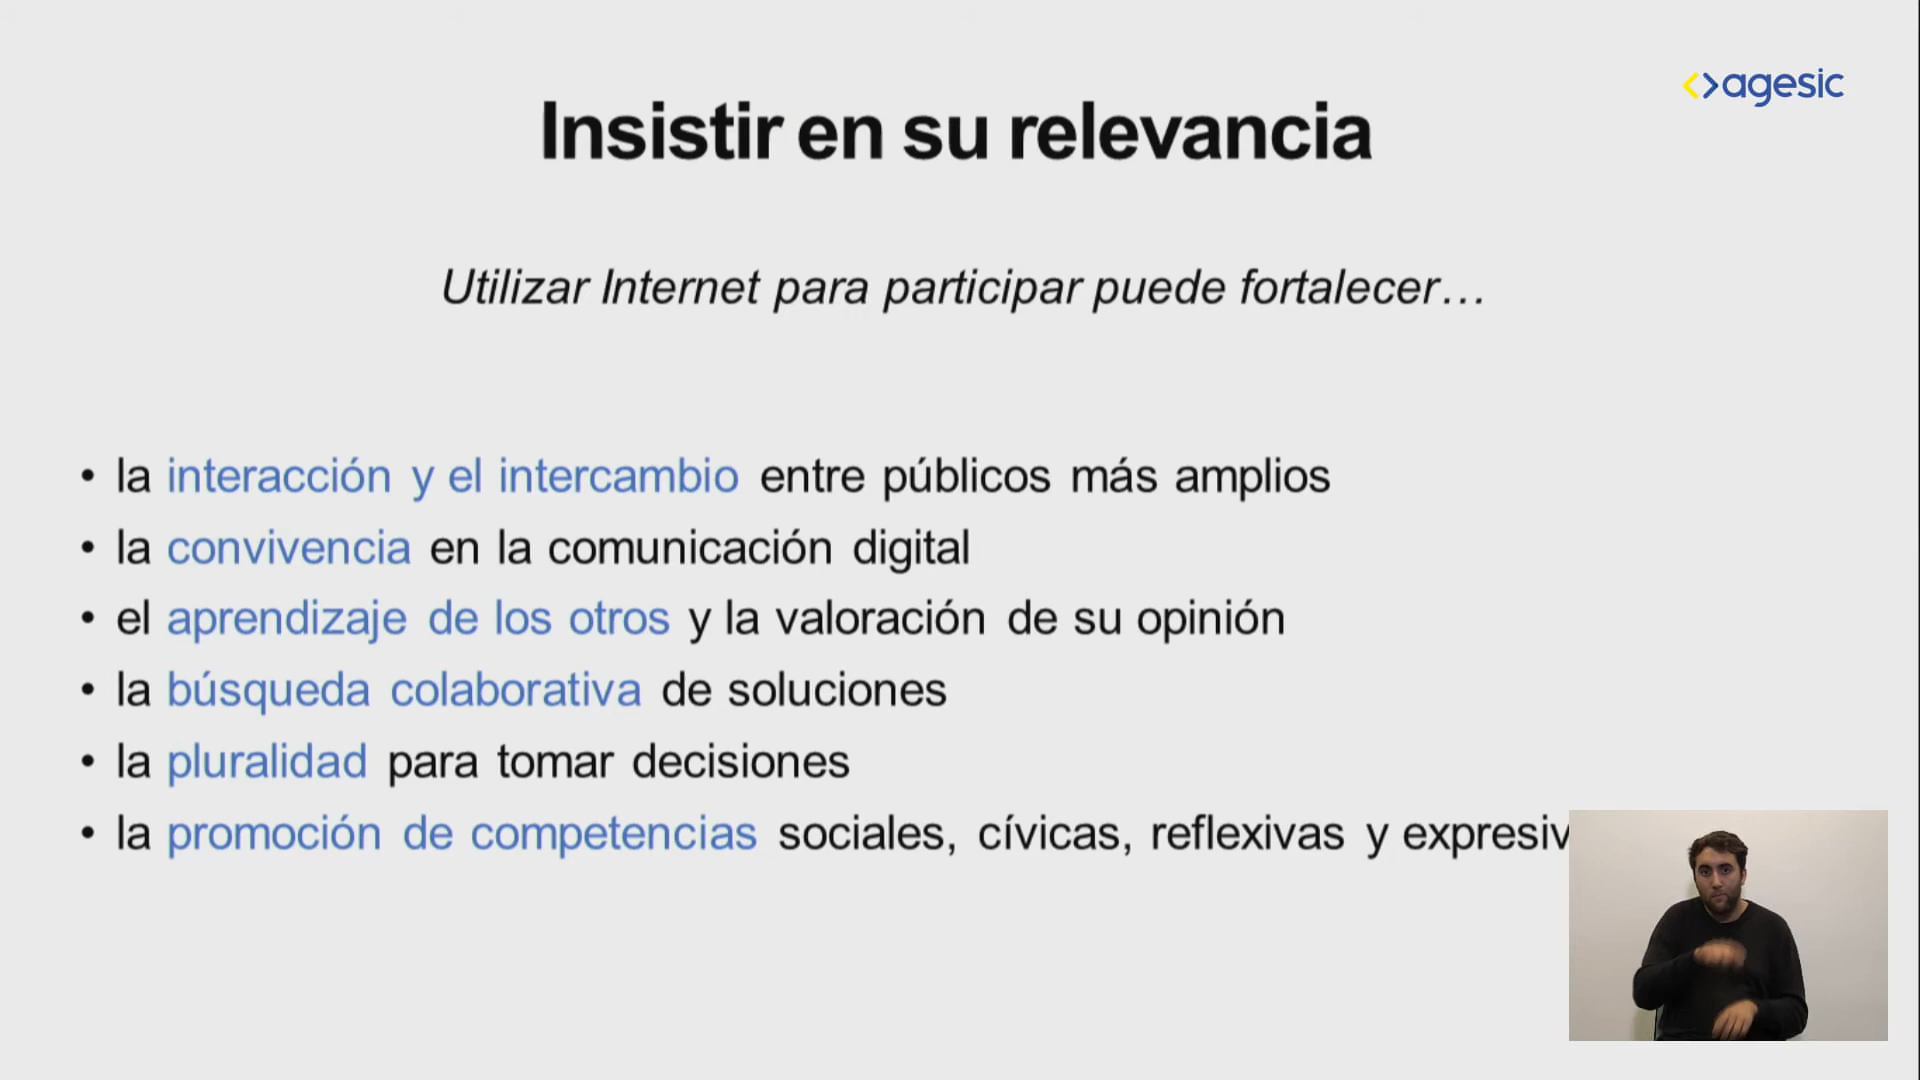 <>agesic
Insistir en su relevancia
Utilizar Internet para participar puede fortalecer…
• la interacción y el intercambio entre públicos más amplios
• la convivencia en la comunicación digital
• el aprendizaje de los otros y la valoración de su opinión
• la búsqueda colaborativa de soluciones
• la pluralidad para tomar decisiones
• la promoción de competencias sociales, cívicas, reflexivas y